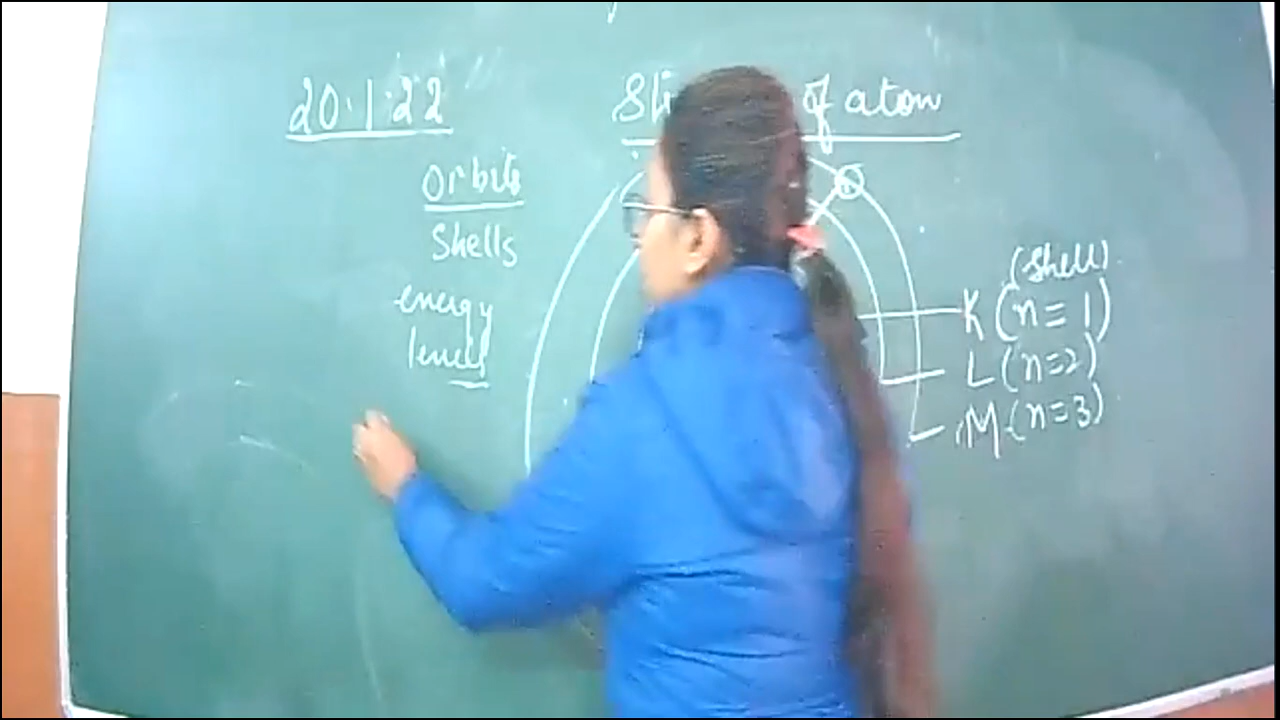 20.1.22
of atom
Orbits
Shells
energy
levels
(Shell)
K (n=1)
L (n=2)
M (n=3)